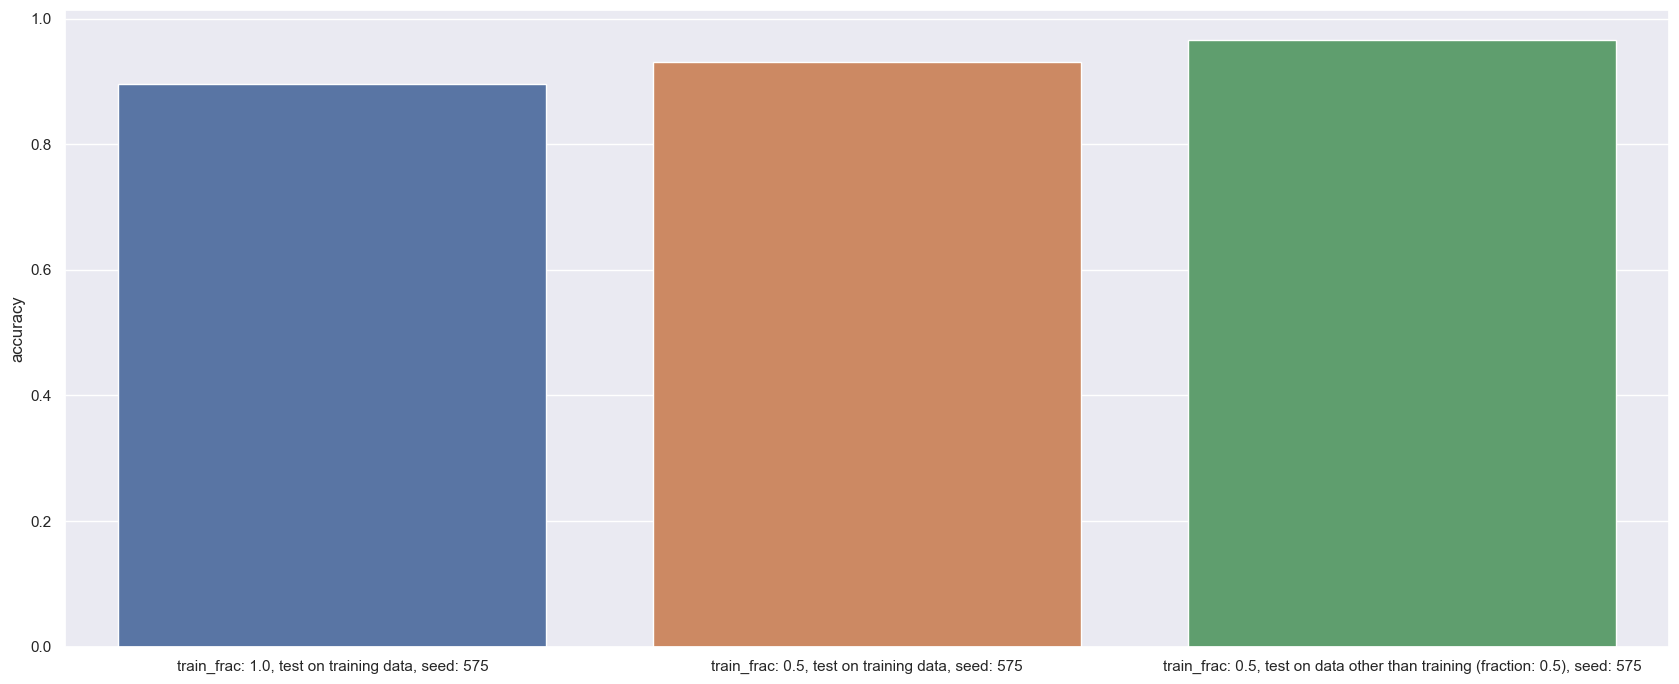 1.0
0.8
0.6
0.4
0.2
0.0
accuracy
train_frac: 1.0, test on training data, seed: 575
train_frac: 0.5, test on training data, seed: 575
train_frac: 0.5, test on data other than training (fraction: 0.5), seed: 575